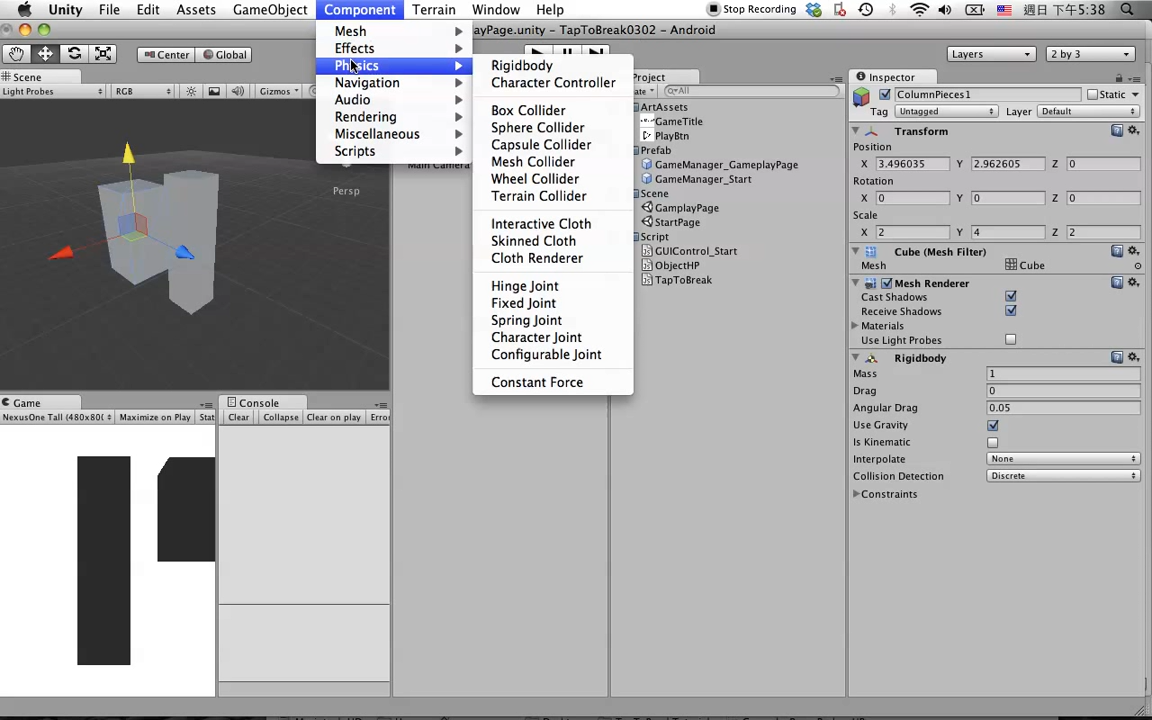 Unity File Edit Assets GameObject Component Terrain Window Help Stop Recording 週日 下午5:38
ayPage.unity – TapToBreak0302 – Android
Center Global Layers 2 by 3
Scene
Light Probes RGB Gizmos
Persp
Mesh
Effects
Physics
Navigation
Audio
Rendering
Miscellaneous
Scripts
Main Camera
Rigidbody
Character Controller
Box Collider
Sphere Collider
Capsule Collider
Mesh Collider
Wheel Collider
Terrain Collider
Interactive Cloth
Skinned Cloth
Cloth Renderer
Hinge Joint
Fixed Joint
Spring Joint
Character Joint
Configurable Joint
Constant Force
Project
ate All
ArtAssets
GameTitle
PlayBtn
Prefab
GameManager_GameplayPage
GameManager_Start
Scene
GamplayPage
StartPage
Script
GUIControl_Start
ObjectHP
TapToBreak
Inspector
ColumnPieces1 Static
Tag Untagged Layer Default
Transform
Position
X 3.496035 Y 2.962605 Z 0
Rotation
X 0 Y 0 Z 0
Scale
X 2 Y 4 Z 2
Cube (Mesh Filter)
Mesh Cube
Mesh Renderer
Cast Shadows
Receive Shadows
Materials
Use Light Probes
Rigidbody
Mass 1
Drag 0
Angular Drag 0.05
Use Gravity
Is Kinematic
Interpolate None
Collision Detection Discrete
Constraints
Game
NexusOne Tall (480x80( Maximize on Play Stat
Console
Clear Collapse Clear on play Erro